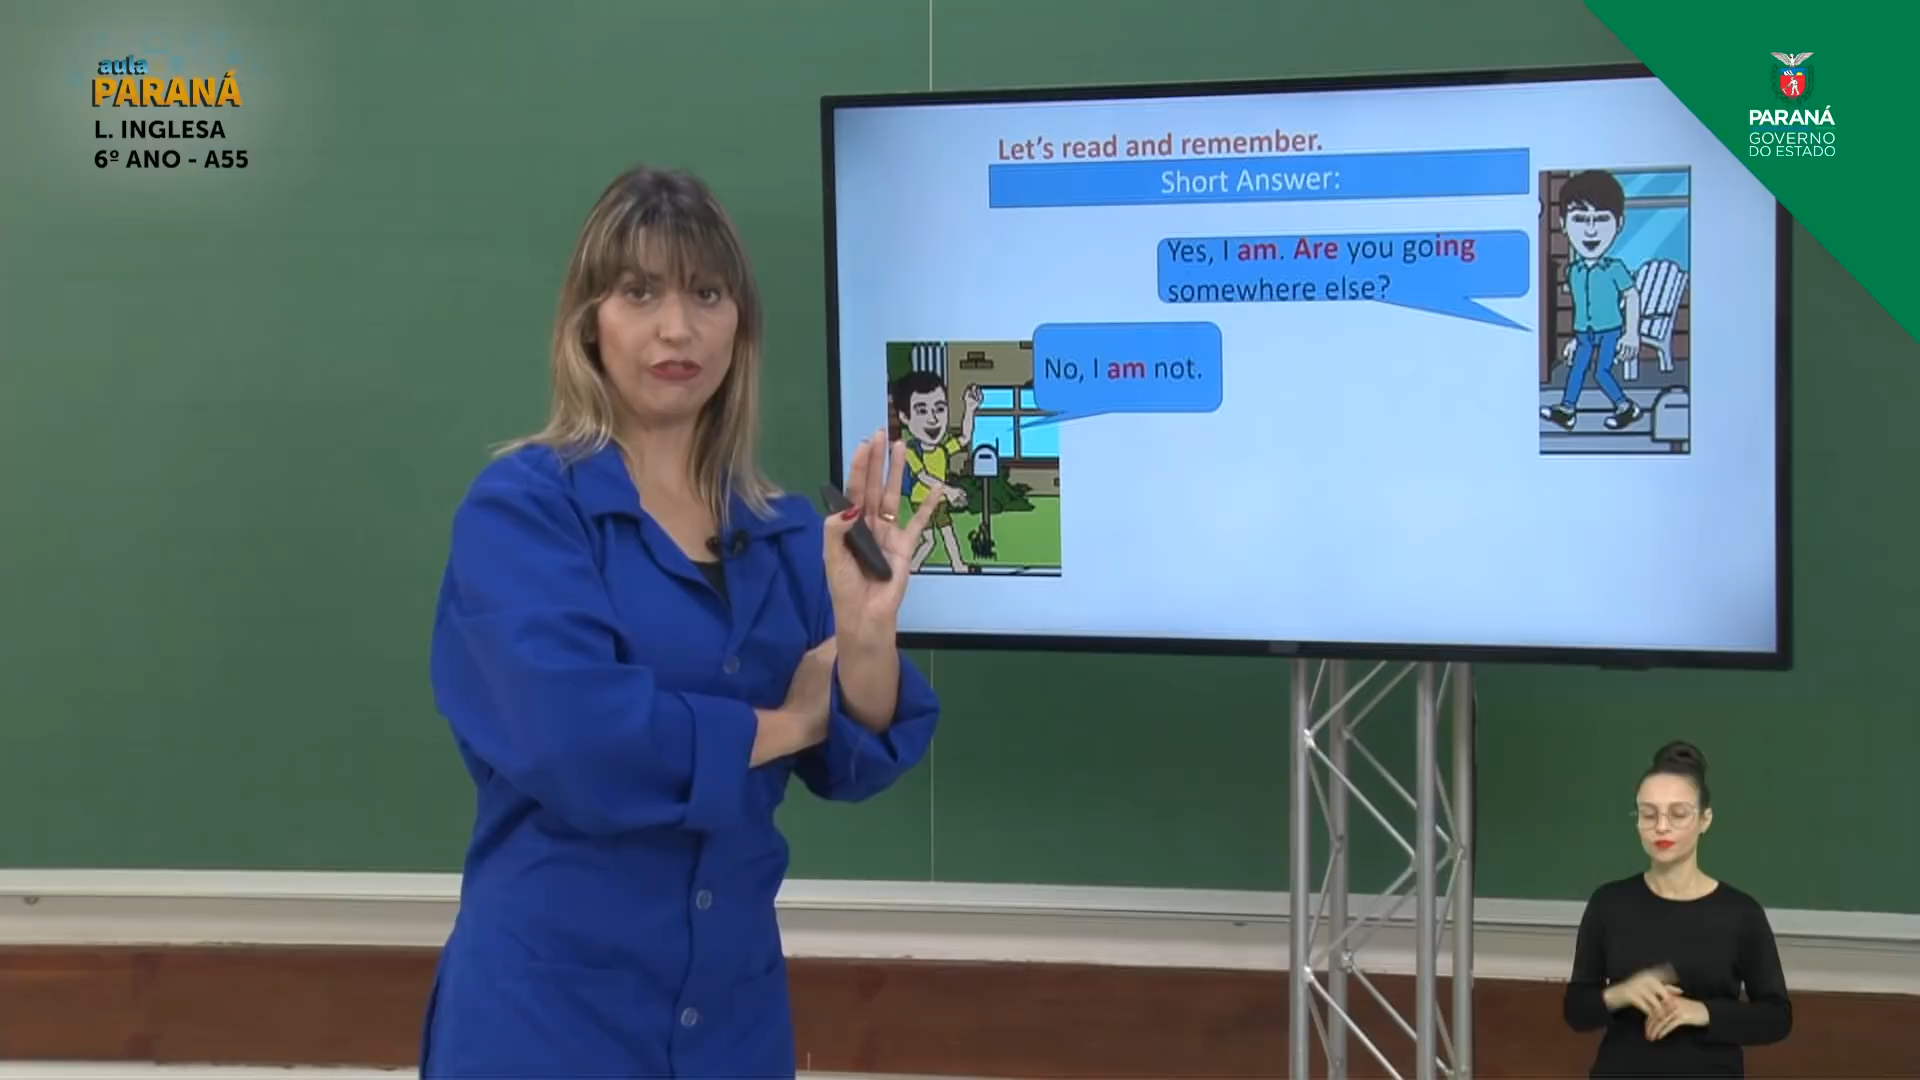 aula
PARANÁ
L. INGLESA
6º ANO - A55
PARANÁ
GOVERNO
DO ESTADO
Let's read and remember.
Short Answer:
Yes, I am. Are you going
somewhere else?
No, I am not.